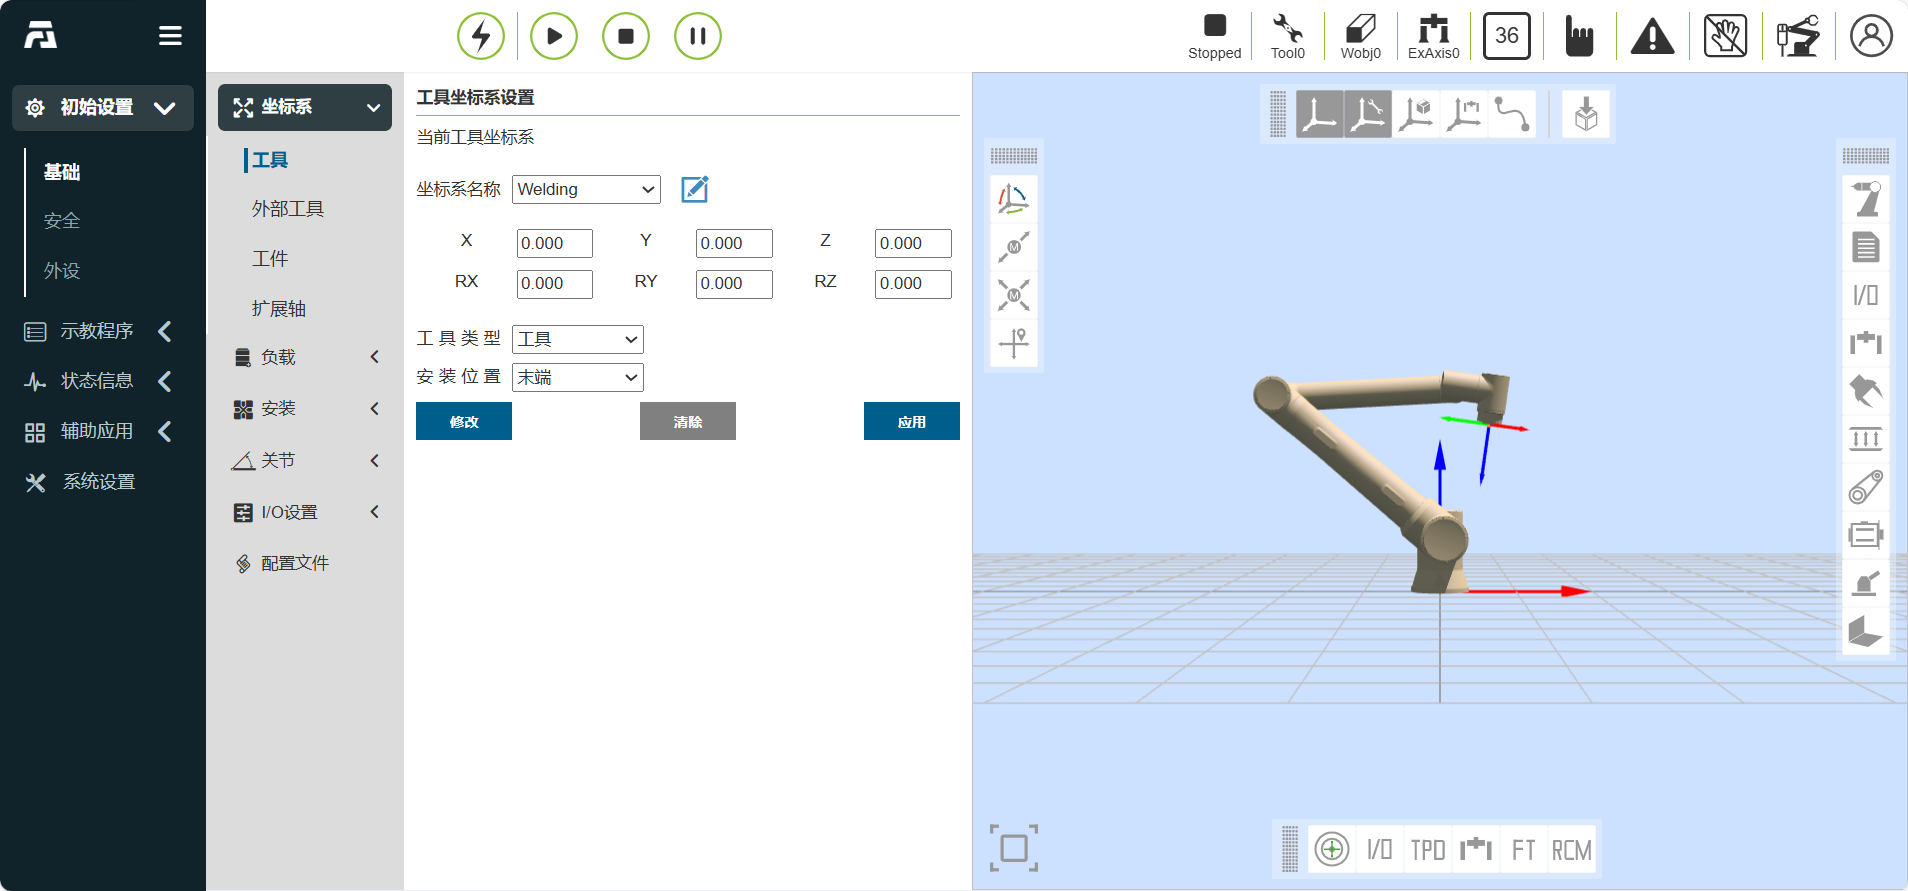 Stopped
Tool0
Wobj0
ExAxis0
36
初始设置
基础
安全
外设
示教程序
状态信息
辅助应用
系统设置
坐标系
工具
外部工具
工件
扩展轴
负载
安装
关节
I/O设置
配置文件
工具坐标系设置
当前工具坐标系
坐标系名称 Welding
X 0.000 Y 0.000 Z 0.000
RX 0.000 RY 0.000 RZ 0.000
工具类型 工具
安装位置 末端
修改 清除 应用
M
M
I/O
I/O TPD FT RCM